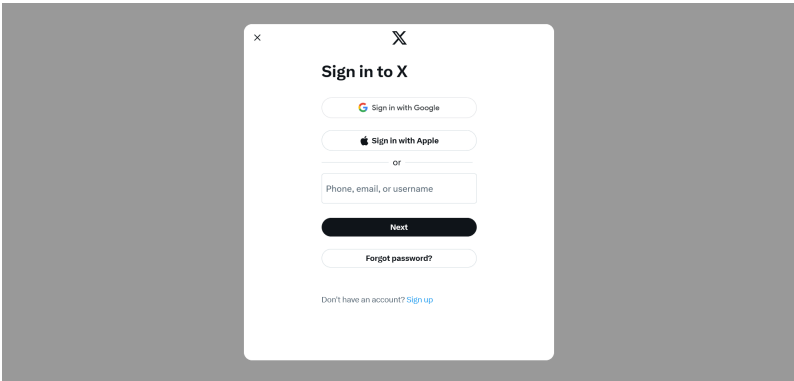 Sign in to X
Sign in with Google
Sign in with Apple
or
Phone, email, or username
Next
Forgot password?
Don't have an account? Sign up